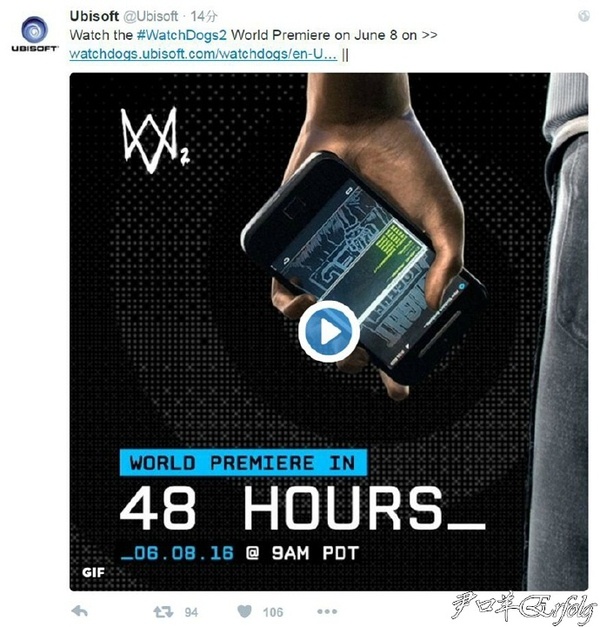 Ubisoft @Ubisoft · 14分
Watch the #WatchDogs2 World Premiere on June 8 on >>
watchdogs.ubisoft.com/watchdogs/en-U… ||
UBISOFT
2
WORLD PREMIERE IN
48 HOURS_
_06.08.16 @ 9AM PDT
GIF
94
106